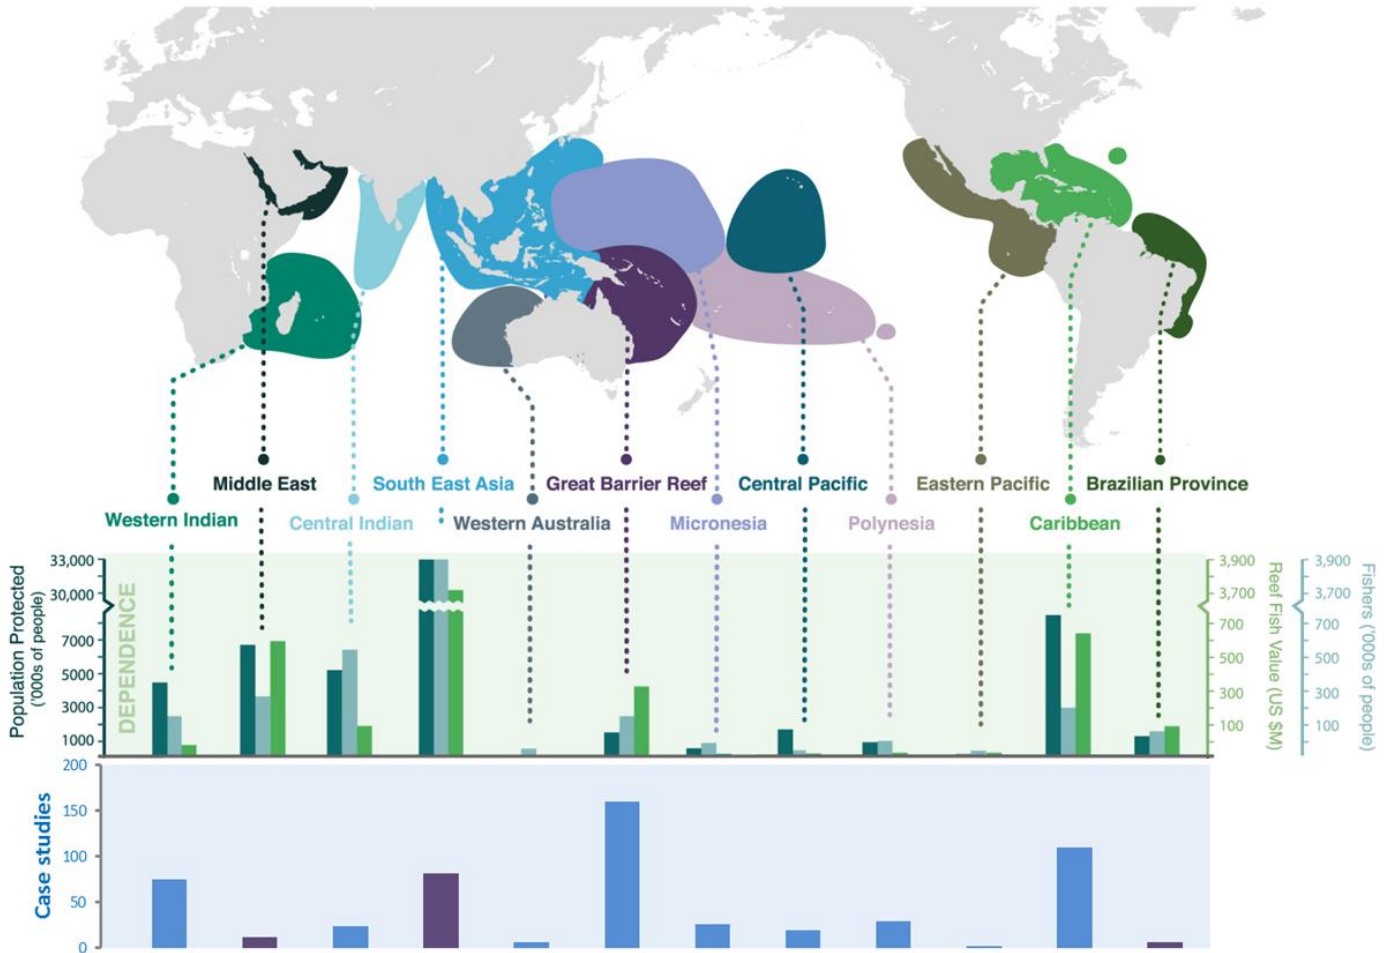 Middle East
South East Asia
Great Barrier Reef
Central Pacific
Eastern Pacific
Brazilian Province
Western Indian
Central Indian
Western Australia
Micronesia
Polynesia
Caribbean
Population Protected
('000s of people)
33,000
30,000
7000
5000
3000
1000
DEPENDENCE
3,900
3,700
700
500
300
100
Reef Fish Value (US $M)
3,900
3,700
700
500
300
100
Fishers ('000s of people)
Case studies
200
150
100
50
0